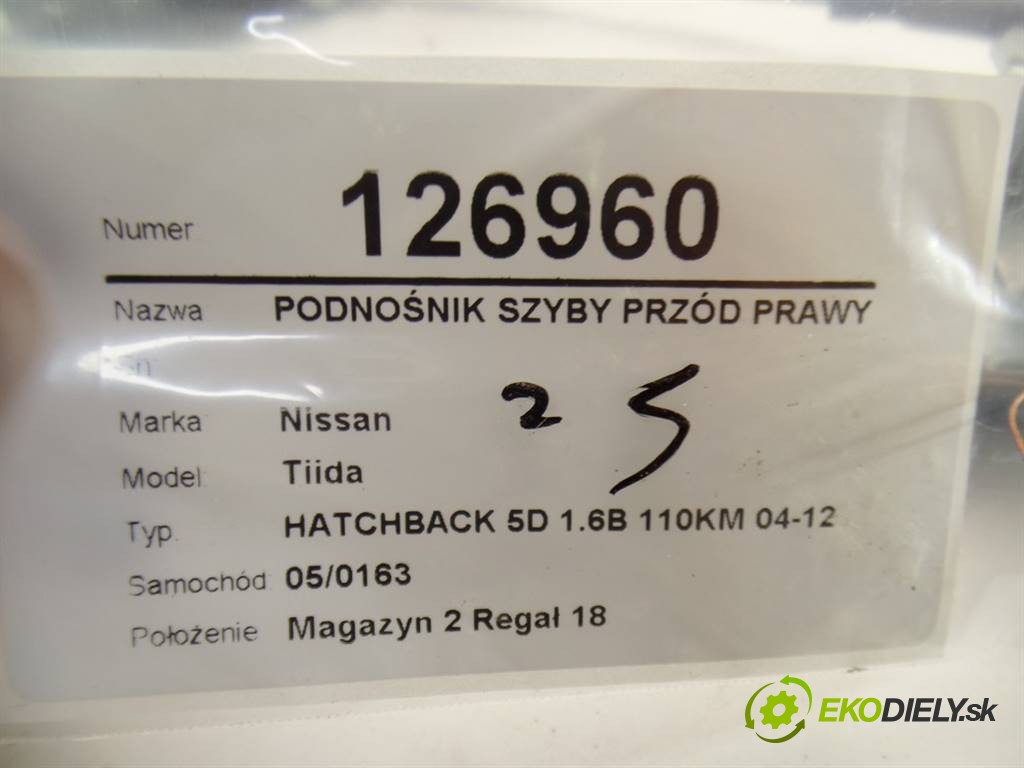 Numer 126960
Nazwa PODNOŚNIK SZYBY PRZÓD PRAWY
2 5
Marka Nissan
Model Tiida
Typ. HATCHBACK 5D 1.6B 110KM 04-12
Samochód 05/0163
Położenie Magazyn 2 Regał 18
EKODIELY.sk